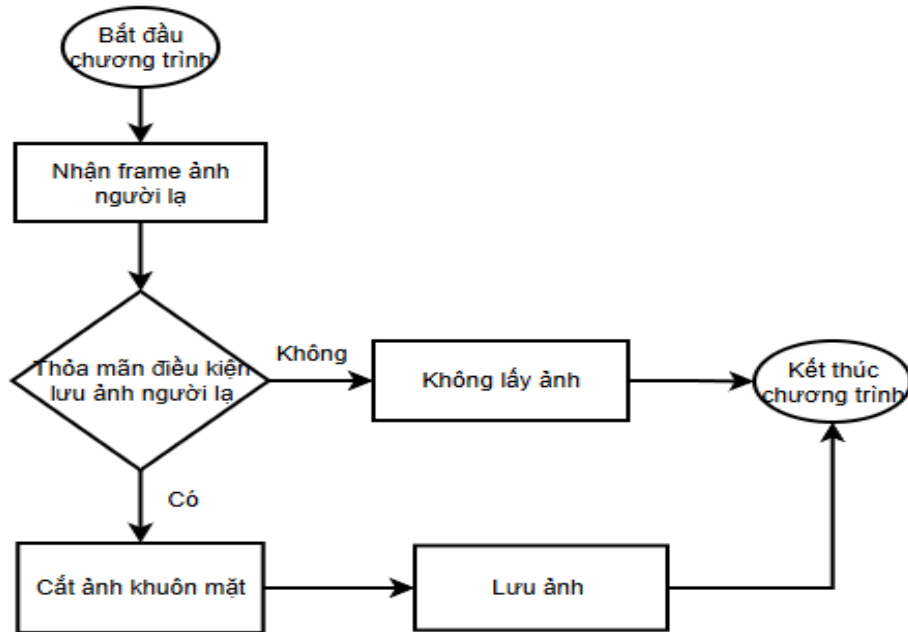 Bắt đầu
chương trình
Nhận frame ảnh
người lạ
Thỏa mãn điều kiện
lưu ảnh người lạ
Không
Không lấy ảnh
Kết thúc
chương trình
Có
Cắt ảnh khuôn mặt
Lưu ảnh